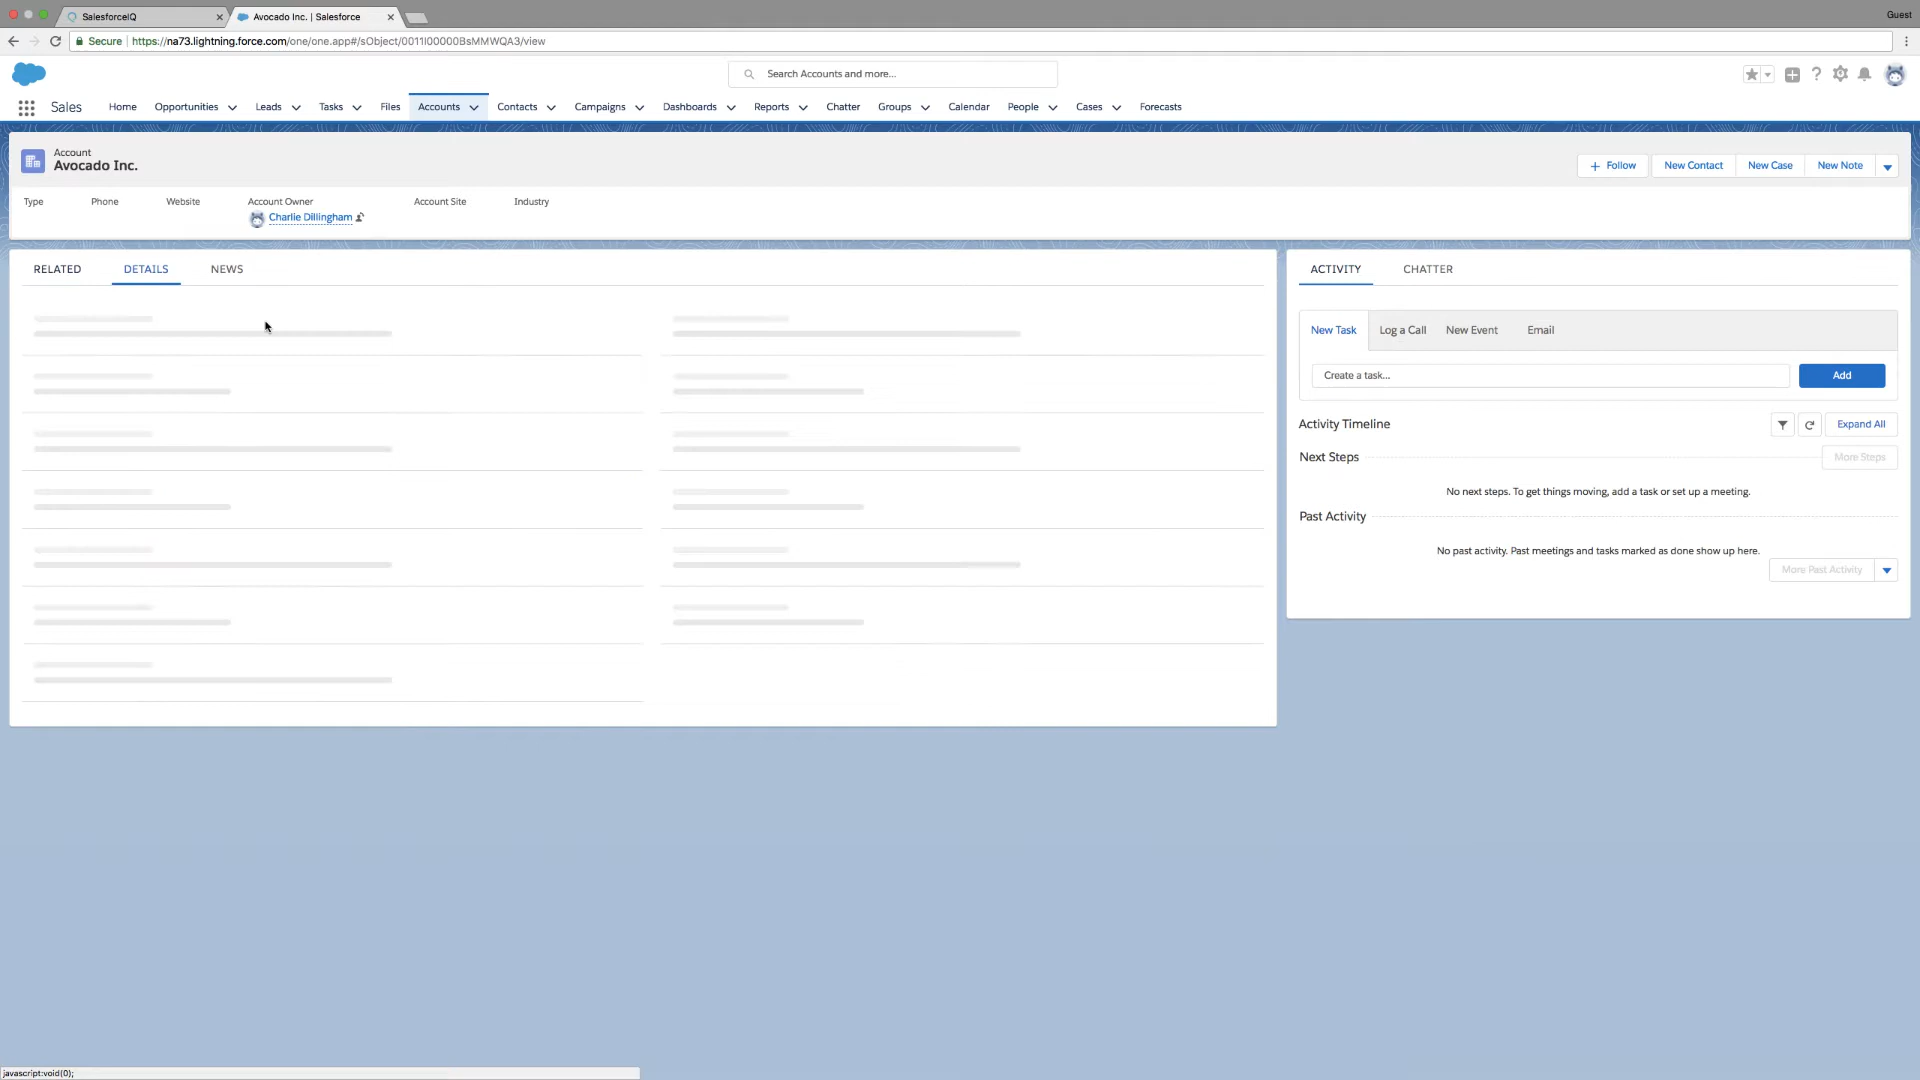 SalesforceIQ
Avocado Inc. | Salesforce
Guest
Secure https://na73.lightning.force.com/one/one.app#/sObject/0011I00000BsMMWQA3/view
Search Accounts and more...
Sales Home Opportunities Leads Tasks Files Accounts Contacts Campaigns Dashboards Reports Chatter Groups Calendar People Cases Forecasts
Account
Avocado Inc.
+ Follow New Contact New Case New Note
Type Phone Website Account Owner Account Site Industry
Charlie Dillingham
RELATED DETAILS NEWS
ACTIVITY CHATTER
New Task Log a Call New Event Email
Create a task... Add
Activity Timeline Expand All
Next Steps More Steps
No next steps. To get things moving, add a task or set up a meeting.
Past Activity
No past activity. Past meetings and tasks marked as done show up here.
More Past Activity
javascript:void(0);